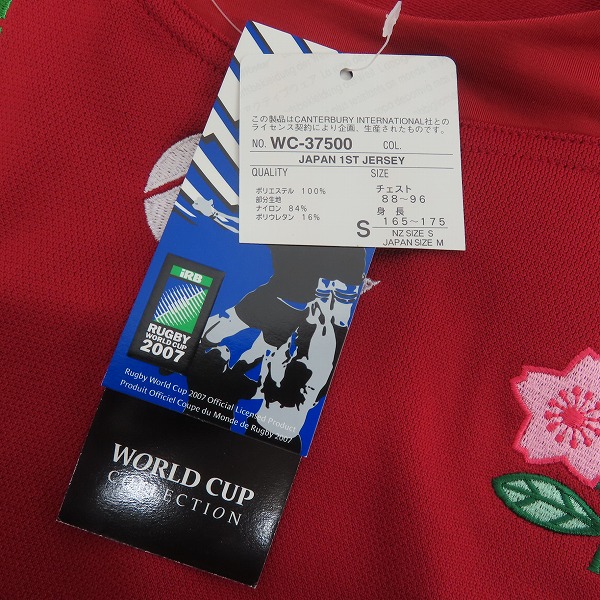 この製品はCANTERBURY INTERNATIONAL社との
ライセンス契約により企画、生産されたものです。
NO. WC-37500 COL.
JAPAN 1ST JERSEY
QUALITY SIZE
ポリエステル 100%
部分生地
ナイロン 84%
ポリウレタン 16%
チェスト
88～96
身 長
S 165～175
NZ SIZE S
JAPAN SIZE M
iRB
RUGBY
WORLD CUP
2007
Rugby World Cup 2007 Official Licensed Product
Produit Officiel Coupe du Monde de Rugby 2007
WORLD CUP
COLLECTION